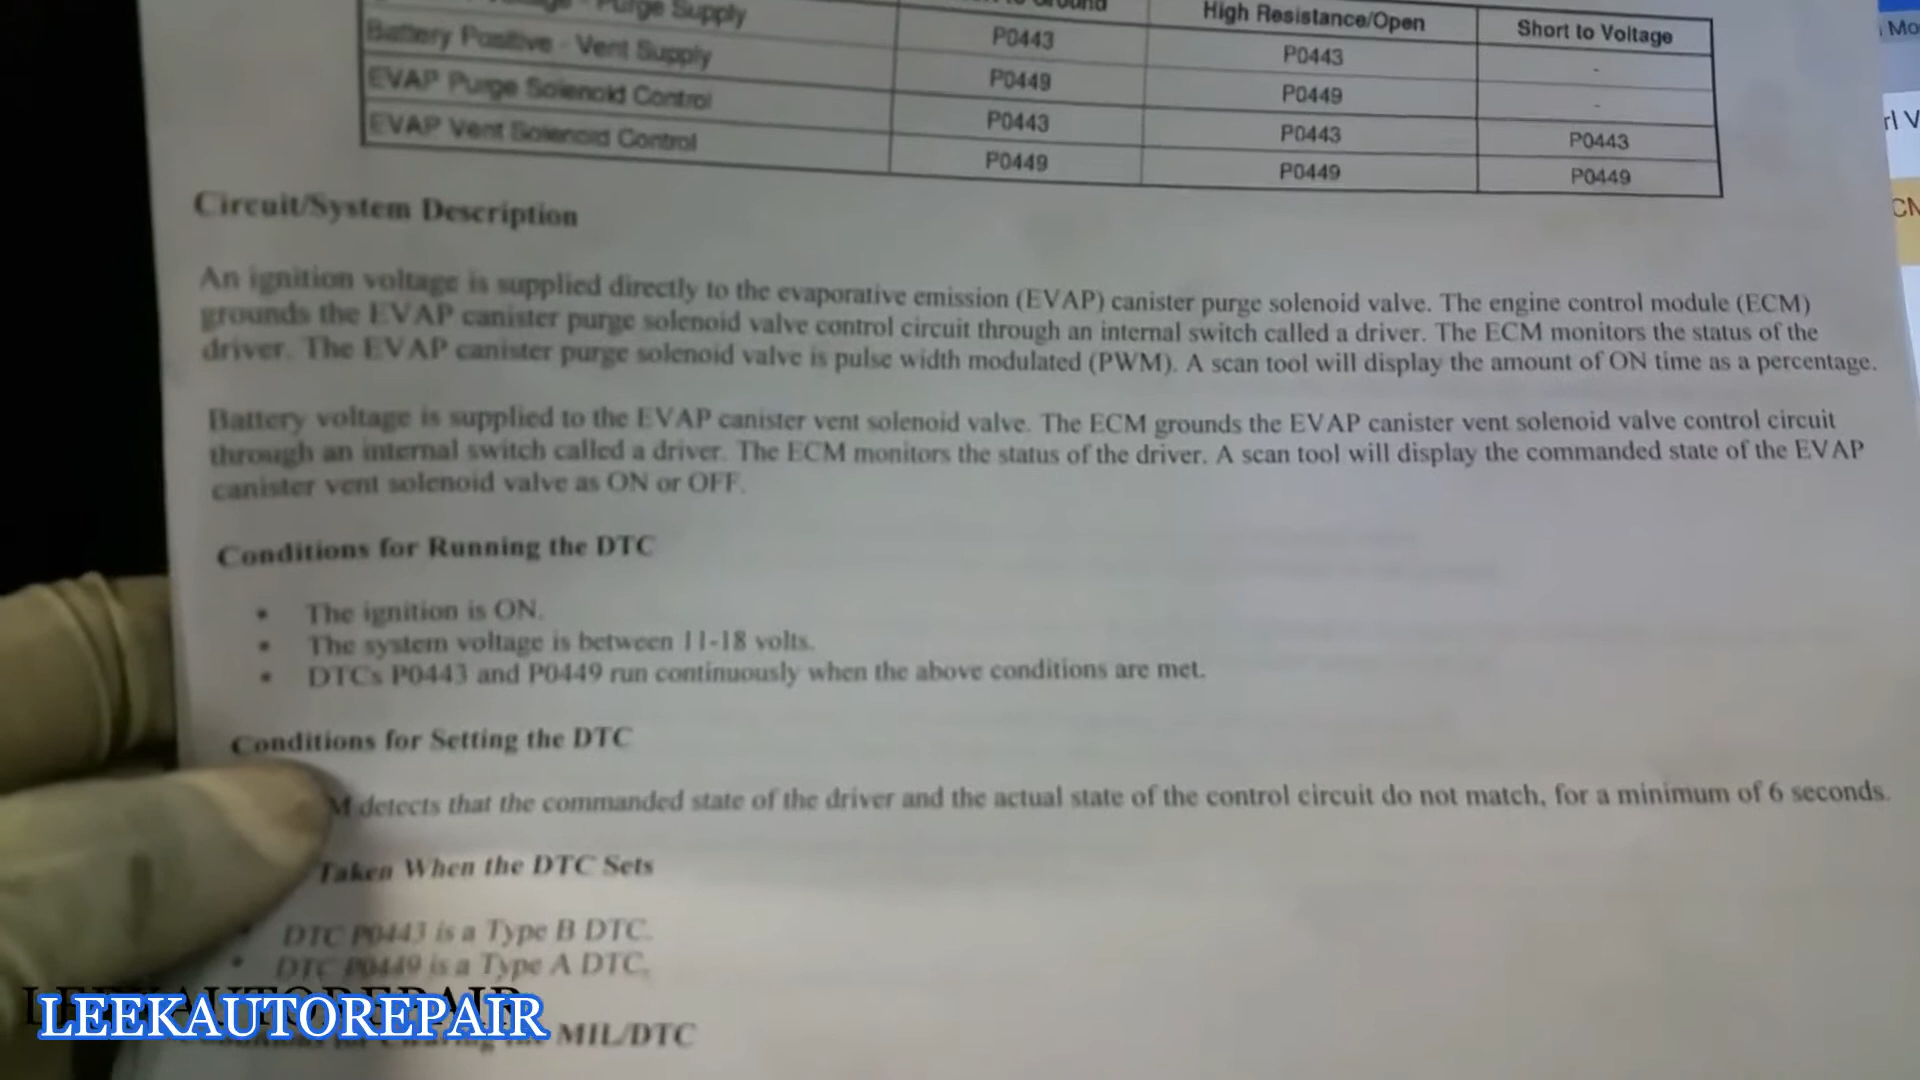 Purge Supply
High Resistance/Open
Short to Voltage
Battery Positive - Vent Supply P0443 P0443 -
EVAP Purge Solenoid Control P0449 P0449 -
EVAP Vent Solenoid Control P0443 P0443 P0443
P0449 P0449 P0449
Circuit/System Description
An ignition voltage is supplied directly to the evaporative emission (EVAP) canister purge solenoid valve. The engine control module (ECM)
grounds the EVAP canister purge solenoid valve control circuit through an internal switch called a driver. The ECM monitors the status of the
driver. The EVAP canister purge solenoid valve is pulse width modulated (PWM). A scan tool will display the amount of ON time as a percentage.
Battery voltage is supplied to the EVAP canister vent solenoid valve. The ECM grounds the EVAP canister vent solenoid valve control circuit
through an internal switch called a driver. The ECM monitors the status of the driver. A scan tool will display the commanded state of the EVAP
canister vent solenoid valve as ON or OFF.
Conditions for Running the DTC
• The ignition is ON.
• The system voltage is between 11-18 volts.
• DTCs P0443 and P0449 run continuously when the above conditions are met.
Conditions for Setting the DTC
M detects that the commanded state of the driver and the actual state of the control circuit do not match, for a minimum of 6 seconds.
Taken When the DTC Sets
• DTC P0443 is a Type B DTC.
• DTC P0449 is a Type A DTC.
LEEKAUTOREPAIR
MIL/DTC